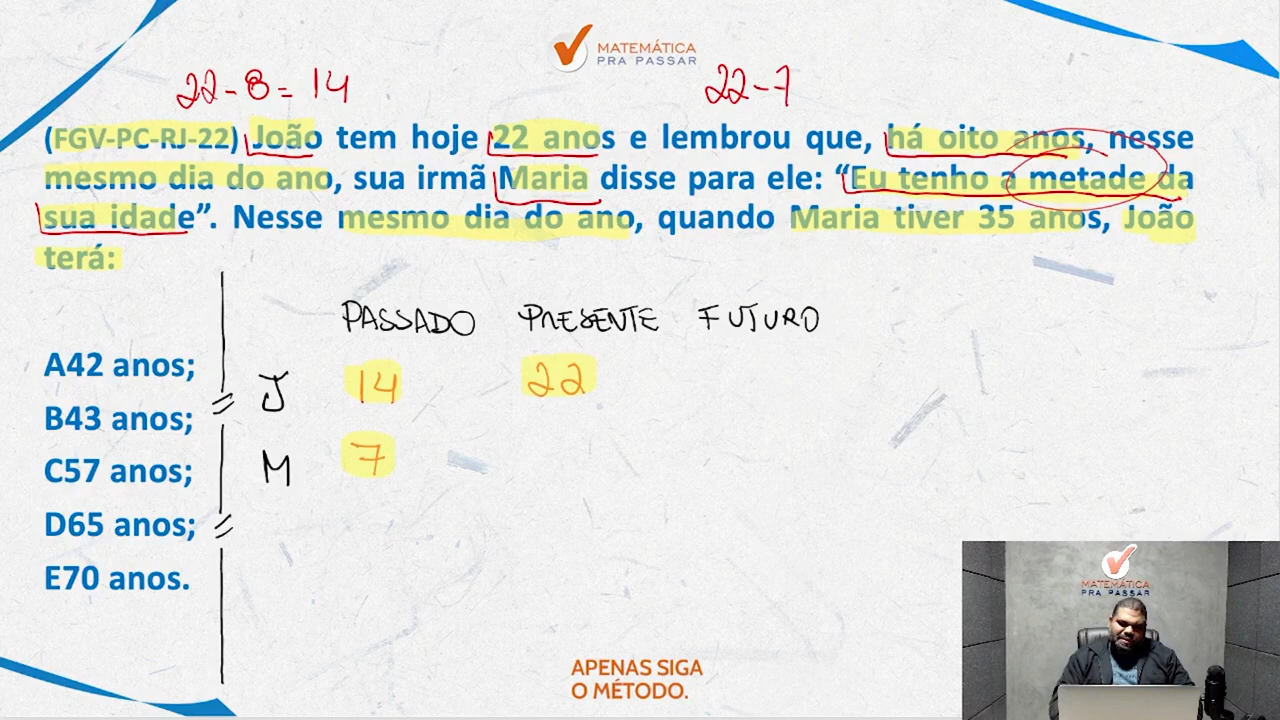 MATEMÁTICA
PRA PASSAR
22-8=14
22-7
(FGV-PC-RJ-22) João tem hoje 22 anos e lembrou que, há oito anos, nesse
mesmo dia do ano, sua irmã Maria disse para ele: “Eu tenho a metade da
sua idade”. Nesse mesmo dia do ano, quando Maria tiver 35 anos, João
terá:
PASSADO PRESENTE FUTURO
A42 anos;
J 14 22
B43 anos;
M 7
C57 anos;
D65 anos;
E70 anos.
MATEMÁTICA
PRA PASSAR
APENAS SIGA
O MÉTODO.